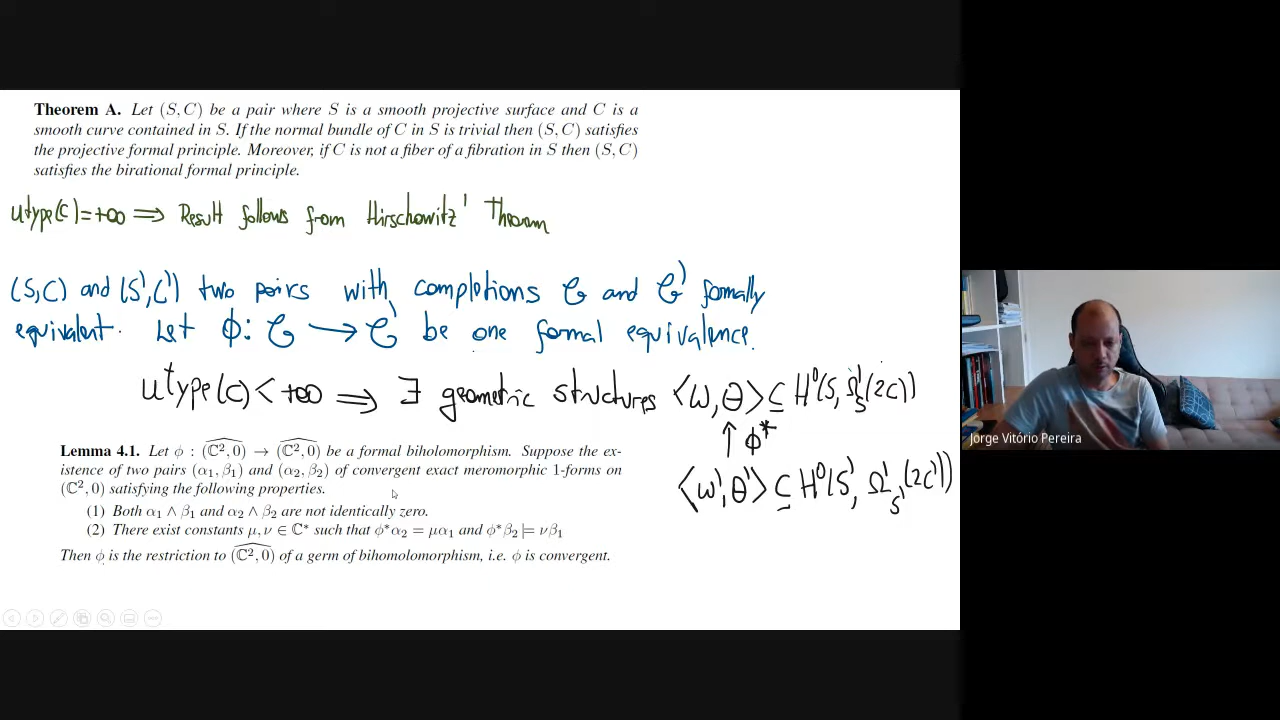 Theorem A. Let (S, C) be a pair where S is a smooth projective surface and C is a
smooth curve contained in S. If the normal bundle of C in S is trivial then (S, C) satisfies
the projective formal principle. Moreover, if C is not a fiber of a fibration in S then (S, C)
satisfies the birational formal principle.
utype(C)=+∞ ⟹ Result follows from Hirschowitz' Theorem
(S,C) and (S',C') two pairs with completions 𝒞 and 𝒞' formally
equivalent. Let ϕ: 𝒞 → 𝒞' be one formal equivalence.
utype(C) < +∞ ⟹ ∃ geometric structures ⟨ω, θ⟩ ⊆ H⁰(S, Ω¹_S(2C))
↑ ϕ*
⟨ω', θ'⟩ ⊆ H⁰(S', Ω¹_S'(2C'))
Lemma 4.1. Let ϕ : (ℂ², 0)^ → (ℂ², 0)^ be a formal biholomorphism. Suppose the ex-
istence of two pairs (α₁, β₁) and (α₂, β₂) of convergent exact meromorphic 1-forms on
(ℂ², 0) satisfying the following properties.
(1) Both α₁ ∧ β₁ and α₂ ∧ β₂ are not identically zero.
(2) There exist constants μ, ν ∈ ℂ* such that ϕ*α₂ = μα₁ and ϕ*β₂ = νβ₁
Then ϕ is the restriction to (ℂ², 0)^ of a germ of bihomolomorphism, i.e. ϕ is convergent.
Jorge Vitório Pereira